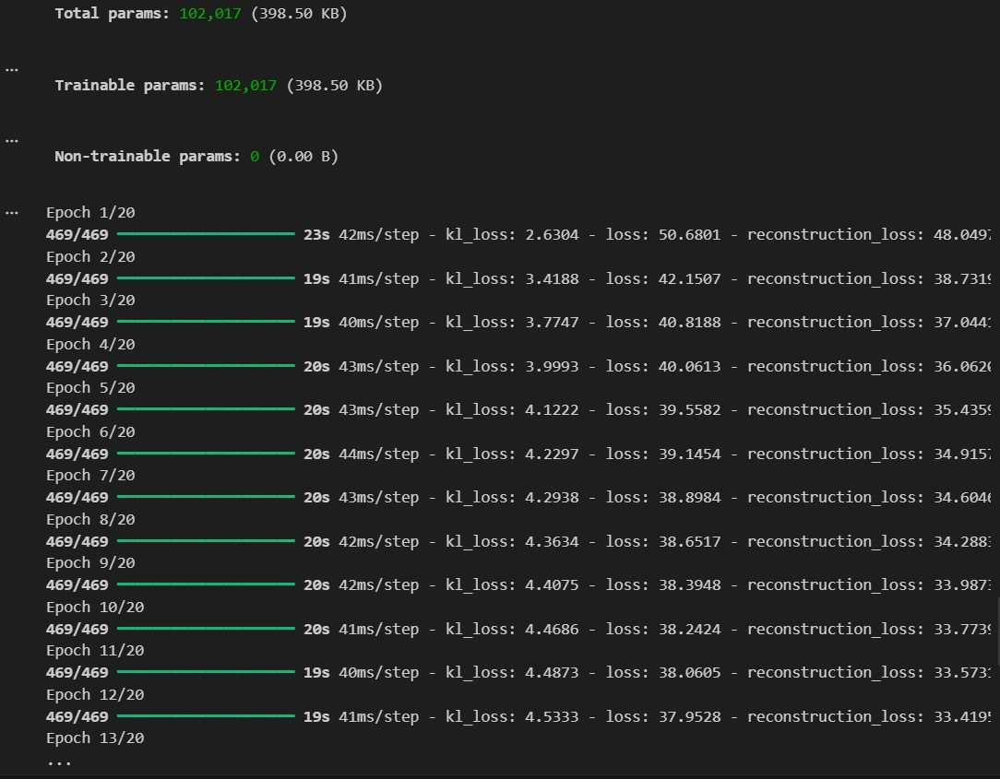 Total params: 102,017 (398.50 KB)
...
Trainable params: 102,017 (398.50 KB)
...
Non-trainable params: 0 (0.00 B)
... Epoch 1/20
469/469 23s 42ms/step - kl_loss: 2.6304 - loss: 50.6801 - reconstruction_loss: 48.0497
Epoch 2/20
469/469 19s 41ms/step - kl_loss: 3.4188 - loss: 42.1507 - reconstruction_loss: 38.7319
Epoch 3/20
469/469 19s 40ms/step - kl_loss: 3.7747 - loss: 40.8188 - reconstruction_loss: 37.0441
Epoch 4/20
469/469 20s 43ms/step - kl_loss: 3.9993 - loss: 40.0613 - reconstruction_loss: 36.0620
Epoch 5/20
469/469 20s 43ms/step - kl_loss: 4.1222 - loss: 39.5582 - reconstruction_loss: 35.4359
Epoch 6/20
469/469 20s 44ms/step - kl_loss: 4.2297 - loss: 39.1454 - reconstruction_loss: 34.9157
Epoch 7/20
469/469 20s 43ms/step - kl_loss: 4.2938 - loss: 38.8984 - reconstruction_loss: 34.6046
Epoch 8/20
469/469 20s 42ms/step - kl_loss: 4.3634 - loss: 38.6517 - reconstruction_loss: 34.2883
Epoch 9/20
469/469 20s 42ms/step - kl_loss: 4.4075 - loss: 38.3948 - reconstruction_loss: 33.9873
Epoch 10/20
469/469 20s 41ms/step - kl_loss: 4.4686 - loss: 38.2424 - reconstruction_loss: 33.7739
Epoch 11/20
469/469 19s 40ms/step - kl_loss: 4.4873 - loss: 38.0605 - reconstruction_loss: 33.5731
Epoch 12/20
469/469 19s 41ms/step - kl_loss: 4.5333 - loss: 37.9528 - reconstruction_loss: 33.4195
Epoch 13/20
...